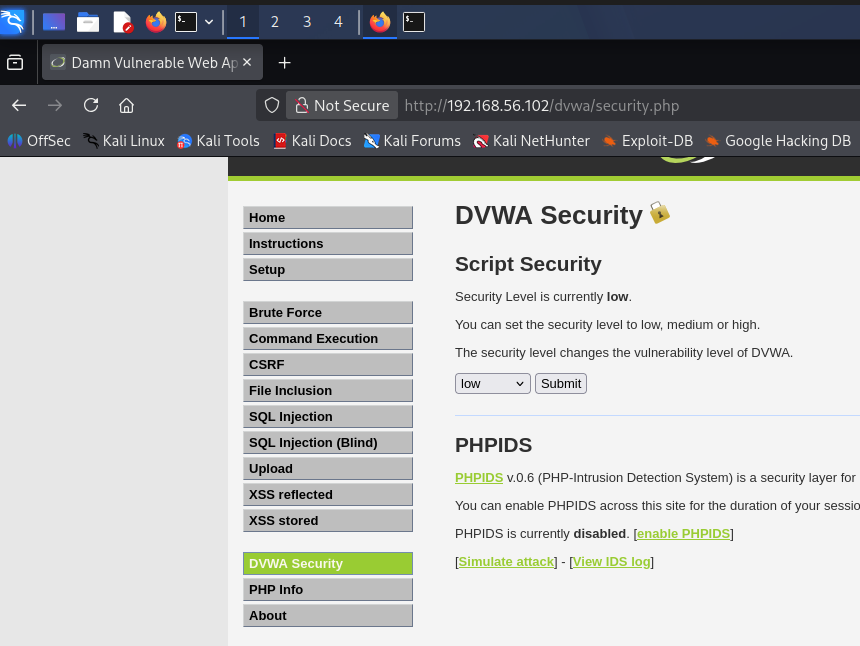 1 2 3 4
Damn Vulnerable Web Ap
Not Secure http://192.168.56.102/dvwa/security.php
OffSec Kali Linux Kali Tools Kali Docs Kali Forums Kali NetHunter Exploit-DB Google Hacking DB
Home
Instructions
Setup
Brute Force
Command Execution
CSRF
File Inclusion
SQL Injection
SQL Injection (Blind)
Upload
XSS reflected
XSS stored
DVWA Security
PHP Info
About
DVWA Security
Script Security
Security Level is currently low.
You can set the security level to low, medium or high.
The security level changes the vulnerability level of DVWA.
low Submit
PHPIDS
PHPIDS v.0.6 (PHP-Intrusion Detection System) is a security layer for
You can enable PHPIDS across this site for the duration of your sessio
PHPIDS is currently disabled. [enable PHPIDS]
[Simulate attack] - [View IDS log]